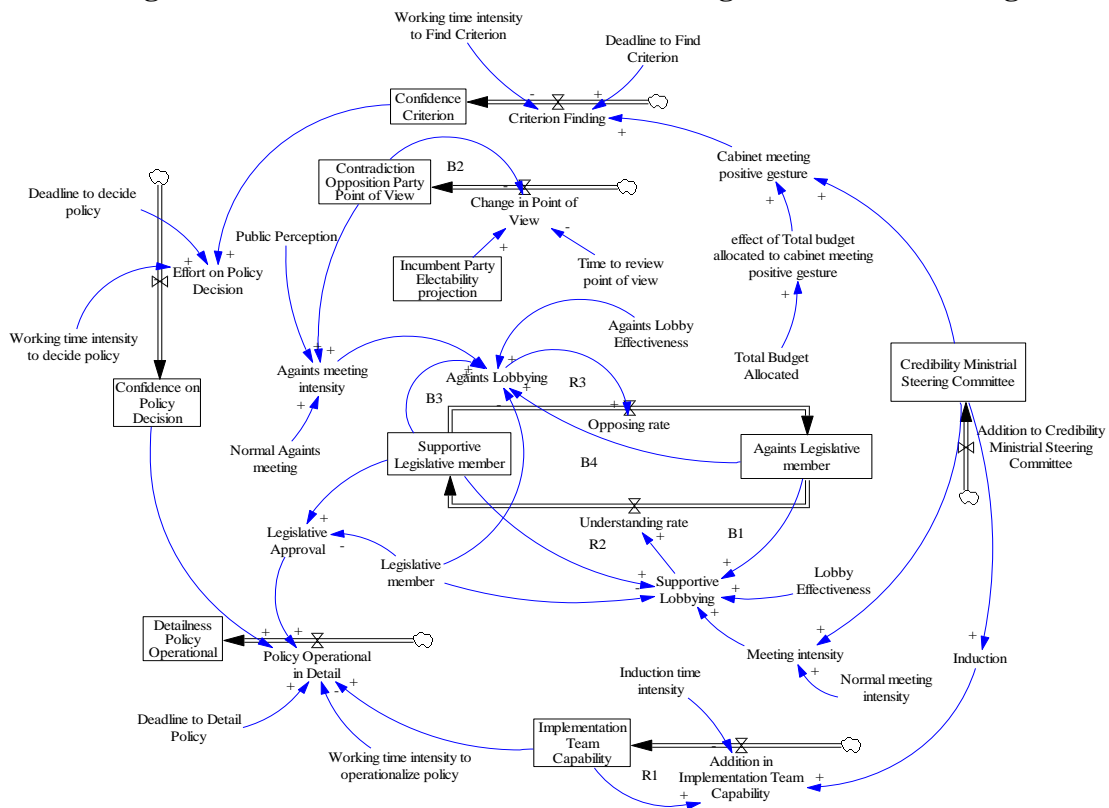 Working time intensity
to Find Criterion
Deadline to Find
Criterion
Confidence
Criterion
-
+
Criterion Finding
+
Cabinet meeting
positive gesture
+
+
Contradiction
Opposition Party
Point of View
B2
-
Change in Point of
View
+
-
Deadline to decide
policy
Public Perception
+
+
+
Effort on Policy
Decision
Incumbent Party
Electability
projection
Time to review
point of view
effect of Total budget
allocated to cabinet meeting
positive gesture
+
Working time intensity
to decide policy
Againts Lobby
Effectiveness
Total Budget
Allocated
Credibility Ministrial
Steering Committee
+
+
Againts meeting
intensity
+
+
+
-
+
Againts Lobbying
R3
B3
-
+
Opposing rate
Confidence on
Policy
Decision
Normal Againts
meeting
Supportive
Legislative member
B4
Againts Legislative
member
+
Addition to Credibility
Ministrial Steering
Committee
+
-
Legislative
Approval
Understanding rate
+
R2
B1
Legislative
member
+
+
-
+
+
Supportive
Lobbying
Lobby
Effectiveness
Detailness
Policy
Operational
+
+
Policy Operational
in Detail
+
-
+
+
+
Meeting intensity
+
Induction
Induction time
intensity
Normal meeting
intensity
Deadline to Detail
Policy
Working time intensity to
operationalize policy
Implementation
Team
Capability
R1
-
Addition in
Implementation Team
Capability
+
+